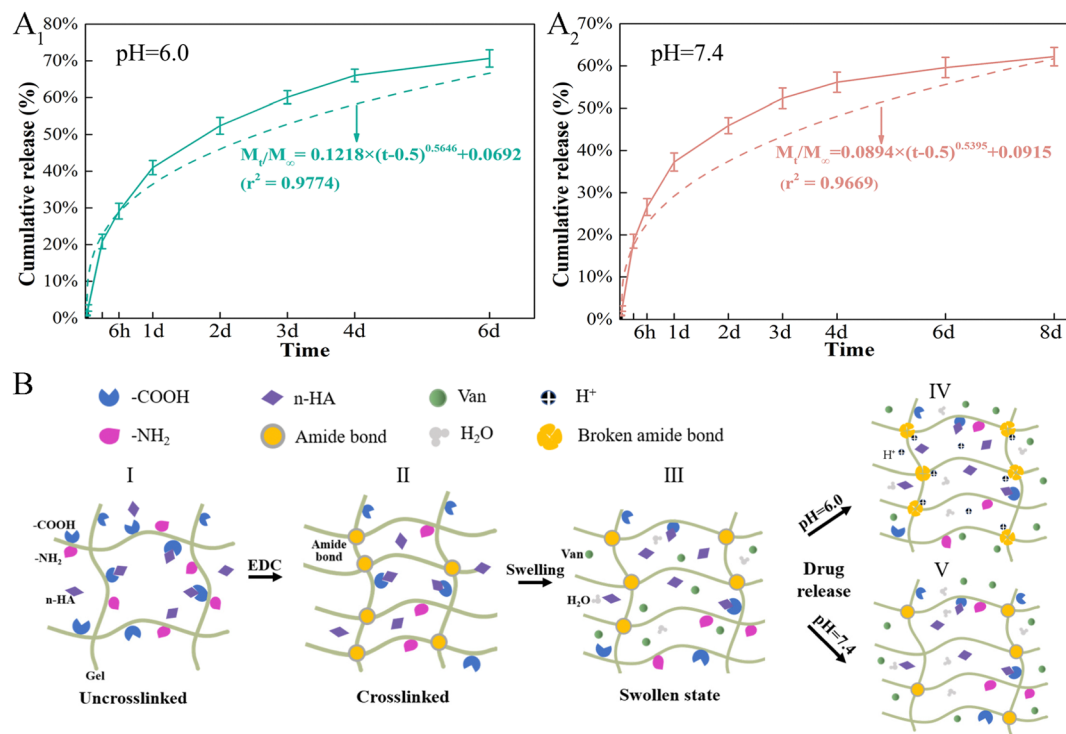 A1
pH=6.0
Cumulative release (%)
80%
70%
60%
50%
40%
30%
20%
10%
0%
Mt/M∞= 0.1218×(t-0.5)^0.5646+0.0692
(r² = 0.9774)
6h 1d 2d 3d 4d 6d
Time
A2
pH=7.4
Cumulative release (%)
70%
60%
50%
40%
30%
20%
10%
0%
Mt/M∞=0.0894×(t-0.5)^0.5395+0.0915
(r² = 0.9669)
6h 1d 2d 3d 4d 6d 8d
Time
B
-COOH n-HA Van H⁺
-NH₂ Amide bond H₂O Broken amide bond
I
-COOH
-NH₂
n-HA
Gel
Uncrosslinked
EDC
II
Amide
bond
Crosslinked
Swelling
III
Van
H₂O
Swollen state
pH=6.0
Drug
release
pH=7.4
IV
H⁺
V